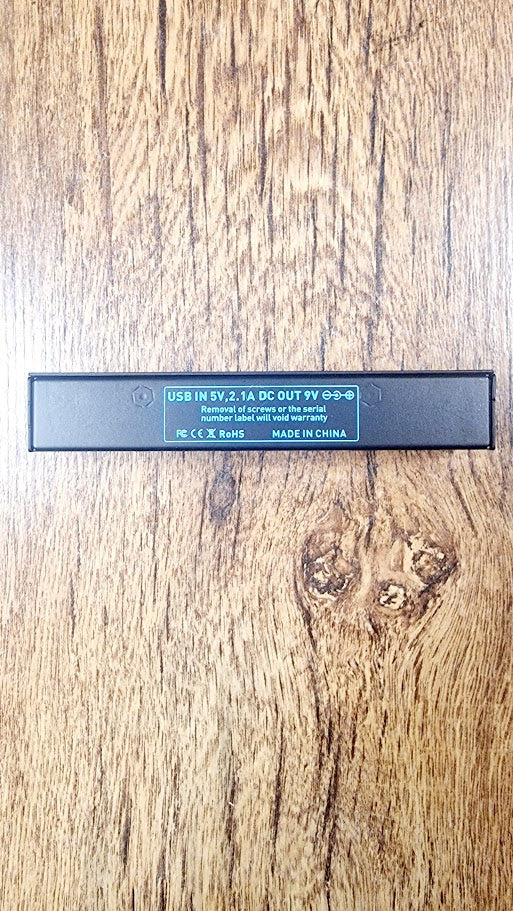 USB IN 5V,2.1A DC OUT 9V
Removal of screws or the serial
number label will void warranty
FC CE RoHS MADE IN CHINA